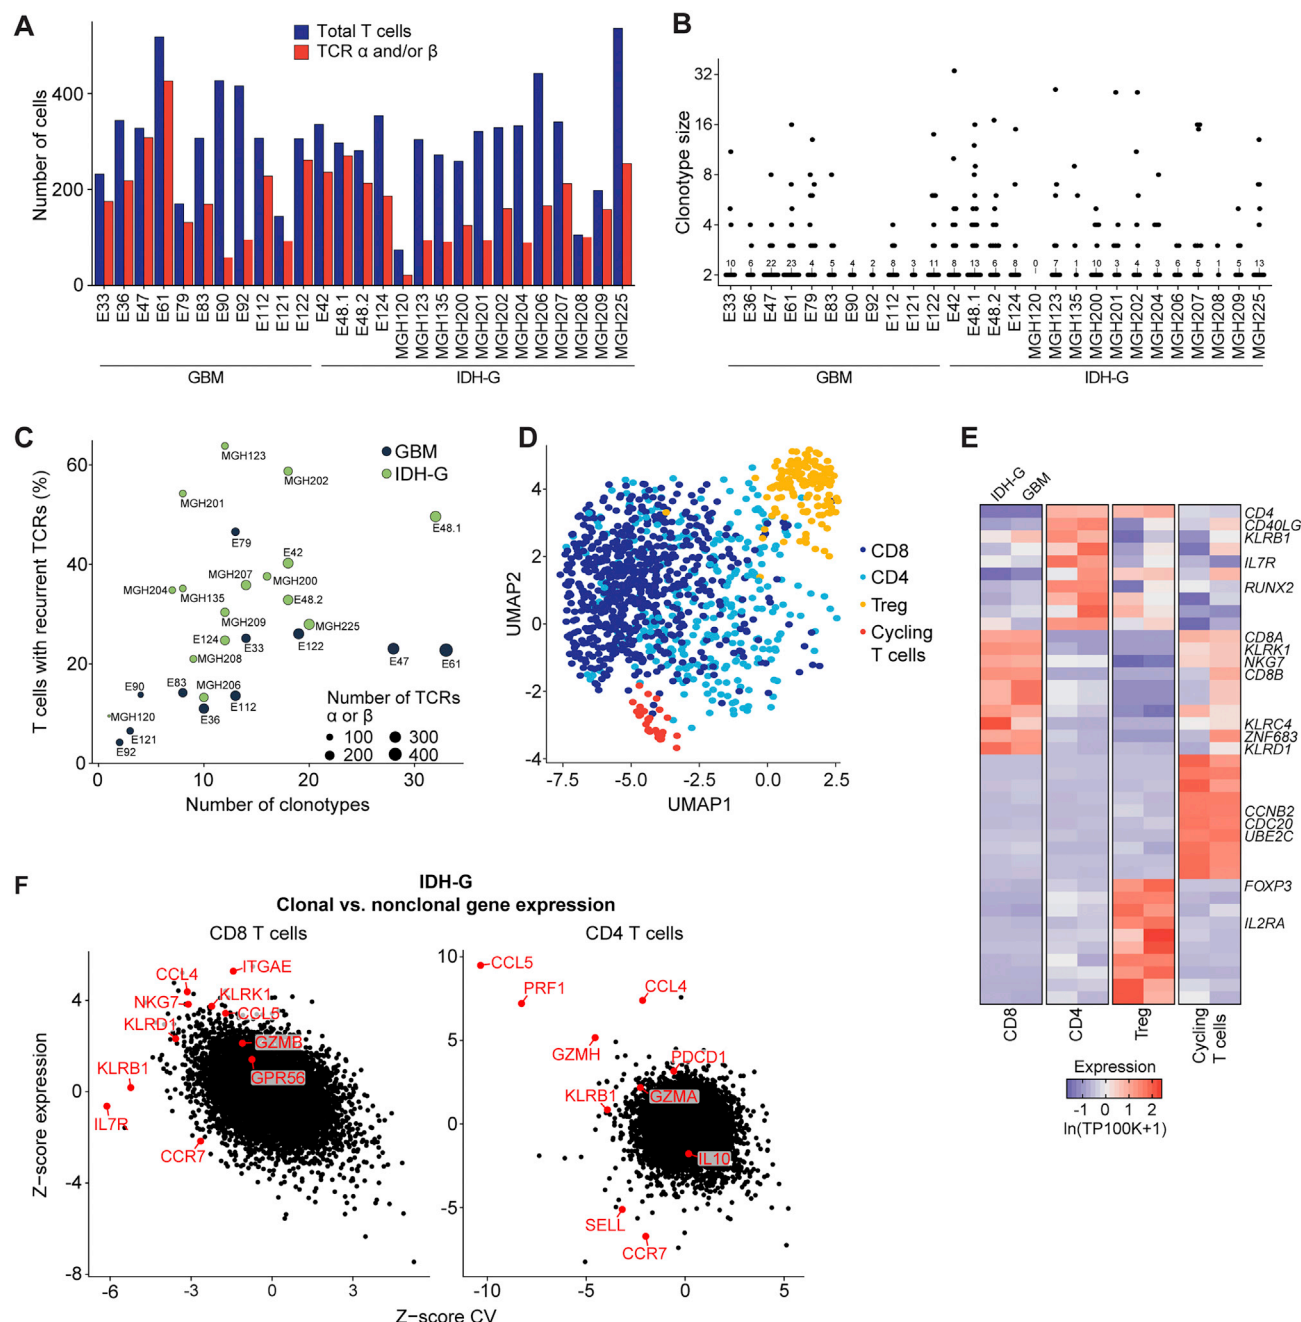 A
Total T cells
TCR α and/or β
Number of cells
400
200
0
E33
E36
E47
E61
E79
E83
E90
E92
E112
E121
E122
E42
E48.1
E48.2
E124
MGH120
MGH123
MGH135
MGH200
MGH201
MGH202
MGH204
MGH206
MGH207
MGH208
MGH209
MGH225
GBM
IDH-G
B
Clonotype size
32
16
8
4
2
10 6 22 23 4 5 4 2 8 3 11 8 13 6 8 0 7 1 10 3 4 3 6 5 1 5 13
E33
E36
E47
E61
E79
E83
E90
E92
E112
E121
E122
E42
E48.1
E48.2
E124
MGH120
MGH123
MGH135
MGH200
MGH201
MGH202
MGH204
MGH206
MGH207
MGH208
MGH209
MGH225
GBM
IDH-G
C
T cells with recurrent TCRs (%)
60
40
20
0
GBM
IDH-G
MGH123
MGH202
MGH201
E48.1
E79
E42
MGH207
MGH200
MGH204
MGH135
E48.2
MGH209
MGH225
E124
E33
E122
MGH208
E47
E61
E90
E83
MGH206
E36
E112
MGH120
E121
E92
Number of TCRs
α or β
100
300
200
400
0 10 20 30
Number of clonotypes
D
UMAP2
4
2
0
-2
-4
-7.5 -5.0 -2.5 0.0 2.5
UMAP1
CD8
CD4
Treg
Cycling
T cells
E
IDH-G
GBM
CD4
CD40LG
KLRB1
IL7R
RUNX2
CD8A
KLRK1
NKG7
CD8B
KLRC4
ZNF683
KLRD1
CCNB2
CDC20
UBE2C
FOXP3
IL2RA
CD8
CD4
Treg
Cycling
T cells
Expression
-1 0 1 2
ln(TP100K+1)
F
IDH-G
Clonal vs. nonclonal gene expression
CD8 T cells
Z−score expression
4
0
-4
-8
CCL4
ITGAE
NKG7
KLRK1
CCL5
KLRD1
GZMB
KLRB1
GPR56
IL7R
CCR7
-6 -3 0 3
CD4 T cells
10
5
0
-5
CCL5
PRF1
CCL4
GZMH
PDCD1
KLRB1
GZMA
IL10
SELL
CCR7
-10 -5 0 5
Z−score CV